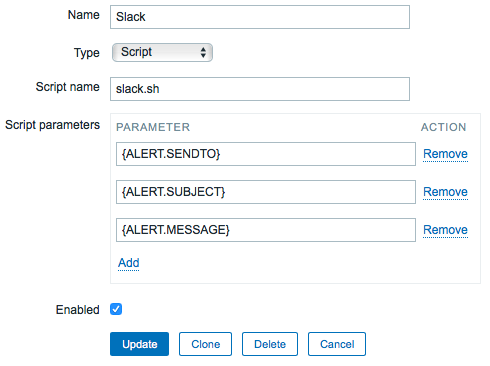 Name Slack
Type Script
Script name slack.sh
Script parameters PARAMETER ACTION
{ALERT.SENDTO} Remove
{ALERT.SUBJECT} Remove
{ALERT.MESSAGE} Remove
Add
Enabled
Update Clone Delete Cancel